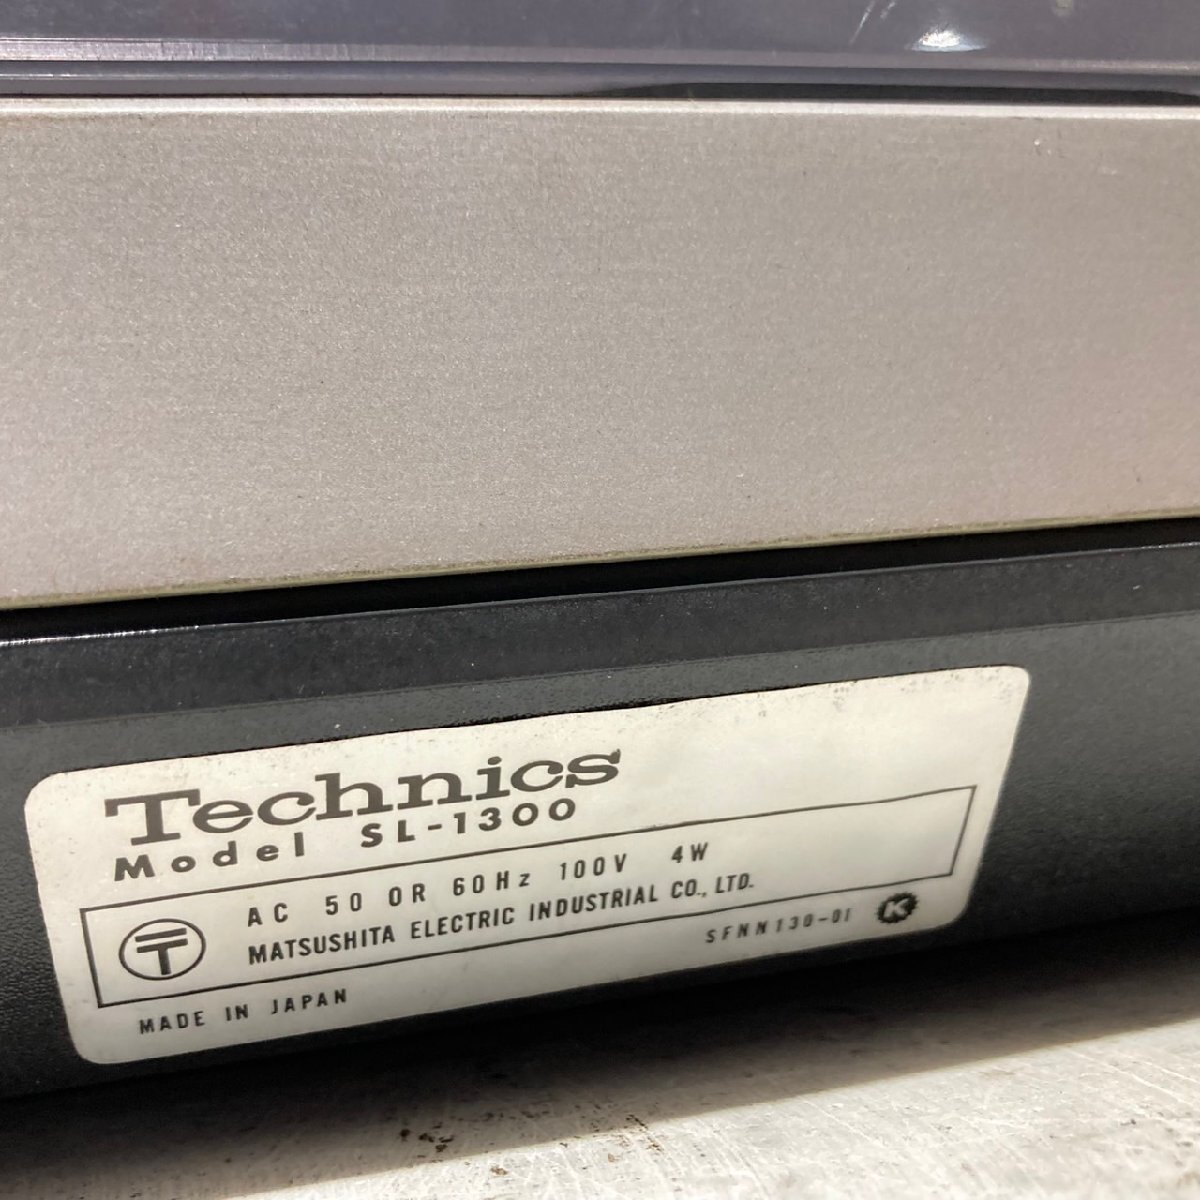 Technics
Model SL-1300
AC 50 OR 60Hz 100V 4W
〒
MATSUSHITA ELECTRIC INDUSTRIAL CO., LTD.
SFNN130-01 K
MADE IN JAPAN